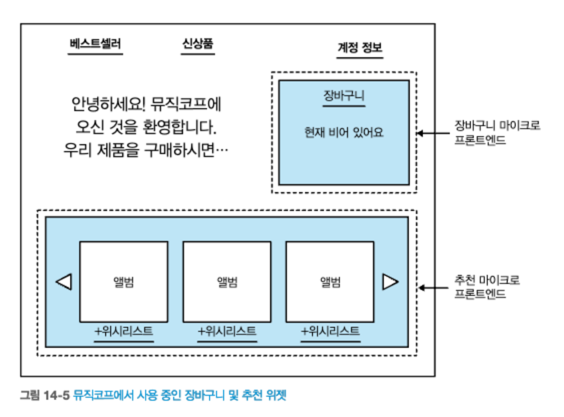 베스트셀러
신상품
계정 정보
안녕하세요! 뮤직코프에
오신 것을 환영합니다.
우리 제품을 구매하시면…
장바구니
현재 비어 있어요
장바구니 마이크로
프론트엔드
앨범
앨범
앨범
+위시리스트
+위시리스트
+위시리스트
추천 마이크로
프론트엔드
그림 14-5 뮤직코프에서 사용 중인 장바구니 및 추천 위젯